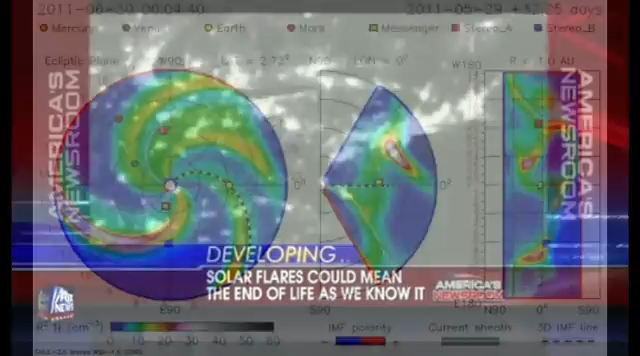 2011-06-30 00:04:40 2011-05-29 +32.05 days
Mercury Venus Earth Mars Messenger Stereo_A Stereo_B
Ecliptic Plane W90 N90 LON = 0° W180 R = 1.0 AU
AMERICA'S NEWSROOM
AMERICA'S NEWSROOM
0°
0°
DEVELOPING...
SOLAR FLARES COULD MEAN
THE END OF LIFE AS WE KNOW IT
AMERICA'S
NEWSROOM
FOX
NEWS
E90 S90 E180 S90 0° N90
0 10 20 30 40 50 60
IMF polarity Current sheath 3D IMF line